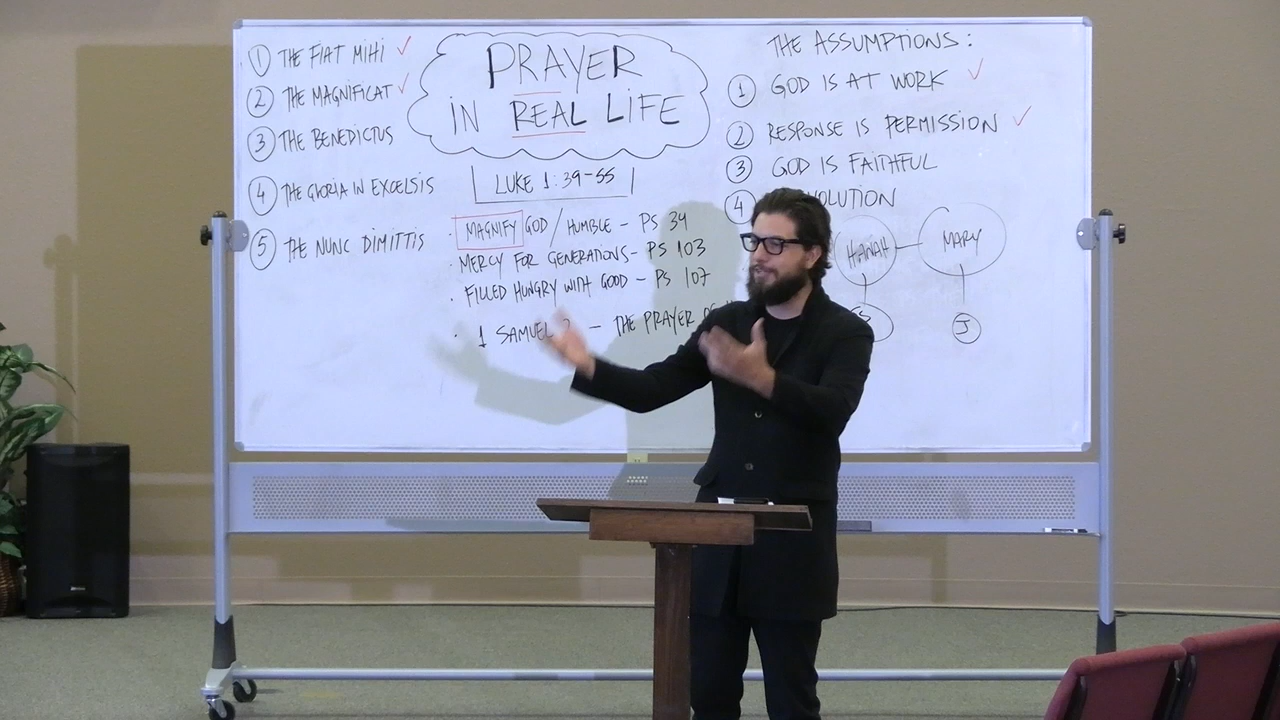 1 THE FIAT MIHI ✓
2 THE MAGNIFICAT ✓
3 THE BENEDICTUS
4 THE GLORIA IN EXCELSIS
5 THE NUNC DIMITTIS
PRAYER
IN REAL LIFE
LUKE 1:39-55
· MAGNIFY GOD / HUMBLE - PS 34
· MERCY FOR GENERATIONS - PS 103
· FILLED HUNGRY WITH GOOD - PS 107
· 1 SAMUEL - THE PRAYER OF
THE ASSUMPTIONS:
1 GOD IS AT WORK ✓
2 RESPONSE IS PERMISSION ✓
3 GOD IS FAITHFUL
4 VOLUTION
HANAH
MARY
J